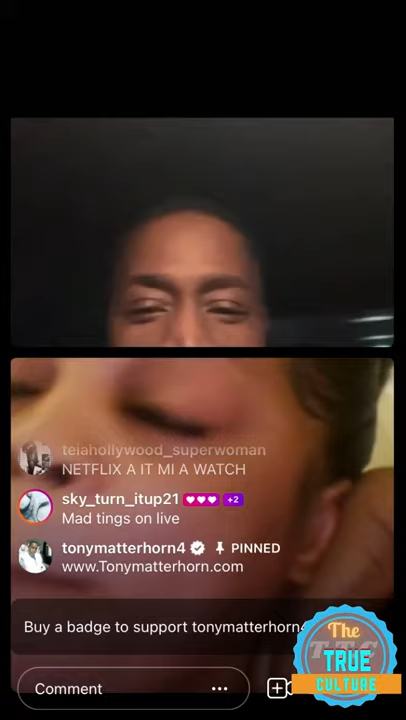 teiahollywood_superwoman
NETFLIX A IT MI A WATCH
sky_turn_itup21 +2
Mad tings on live
tonymatterhorn4 PINNED
www.Tonymatterhorn.com
Buy a badge to support tonymatterhorn4
Comment
The
T.T.C
TRUE
CULTURE